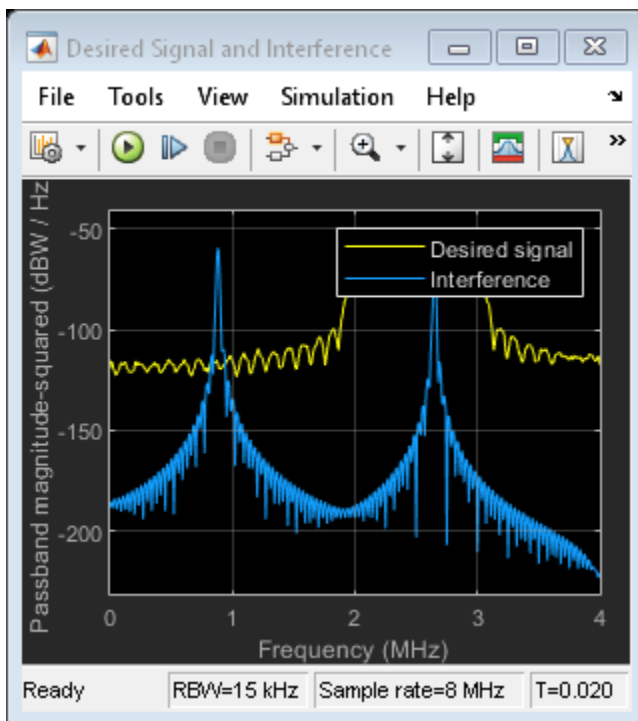 Desired Signal and Interference
File Tools View Simulation Help
Passband magnitude-squared (dBW / Hz
-50
-100
-150
-200
Desired signal
Interference
0 1 2 3 4
Frequency (MHz)
Ready RBW=15 kHz Sample rate=8 MHz T=0.020